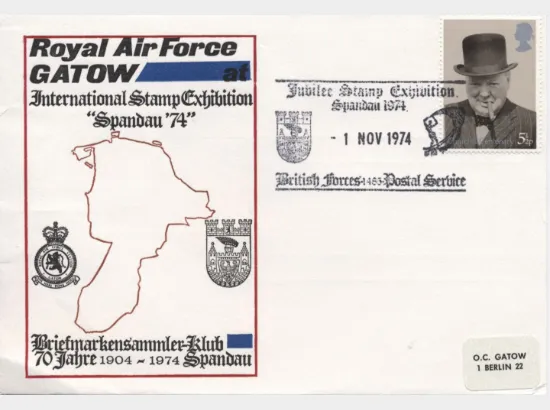 Royal Air Force
GATOW at
International Stamp Exhibition
"Spandau '74"
Briefmarkensammler-Klub
70 Jahre 1904 ~ 1974 Spandau
Jubilee Stamp Exhibition
Spandau 1974
- 1 NOV 1974
British Forces 1463 Postal Service
5½p
O.C. GATOW
1 BERLIN 22